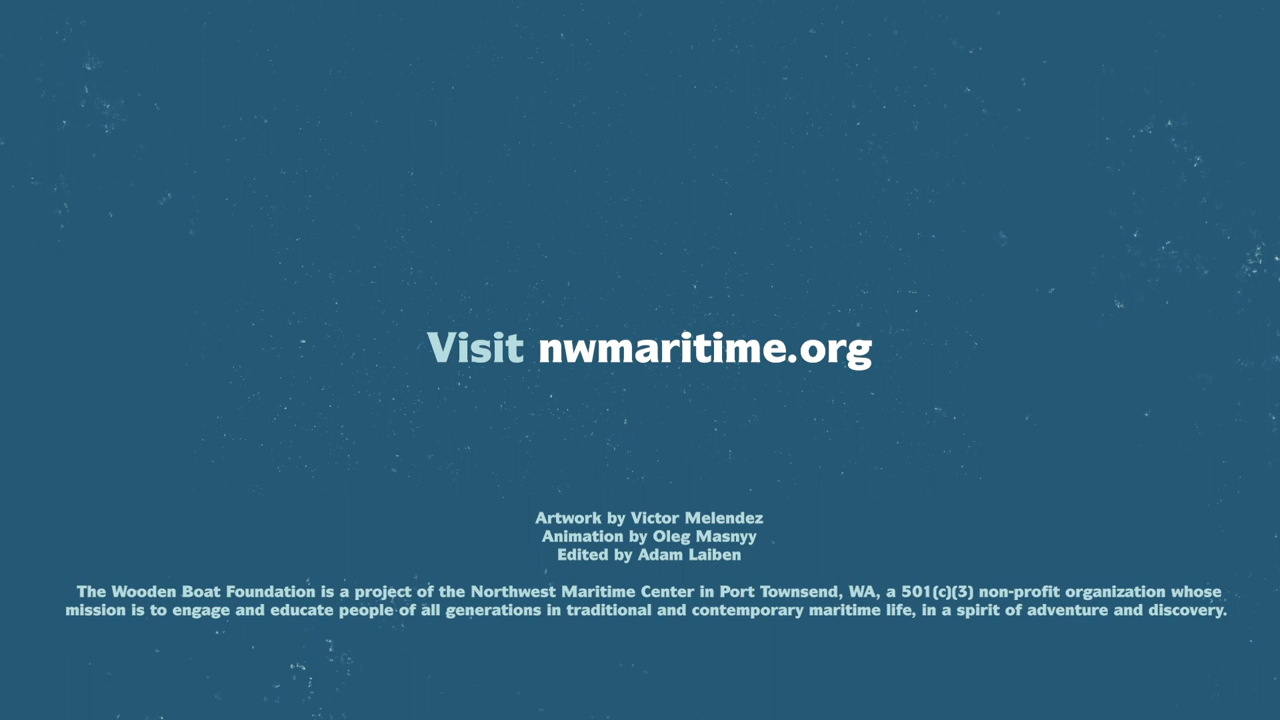 Visit nwmaritime.org
Artwork by Victor Melendez
Animation by Oleg Masnyy
Edited by Adam Laiben
The Wooden Boat Foundation is a project of the Northwest Maritime Center in Port Townsend, WA, a 501(c)(3) non-profit organization whose
mission is to engage and educate people of all generations in traditional and contemporary maritime life, in a spirit of adventure and discovery.